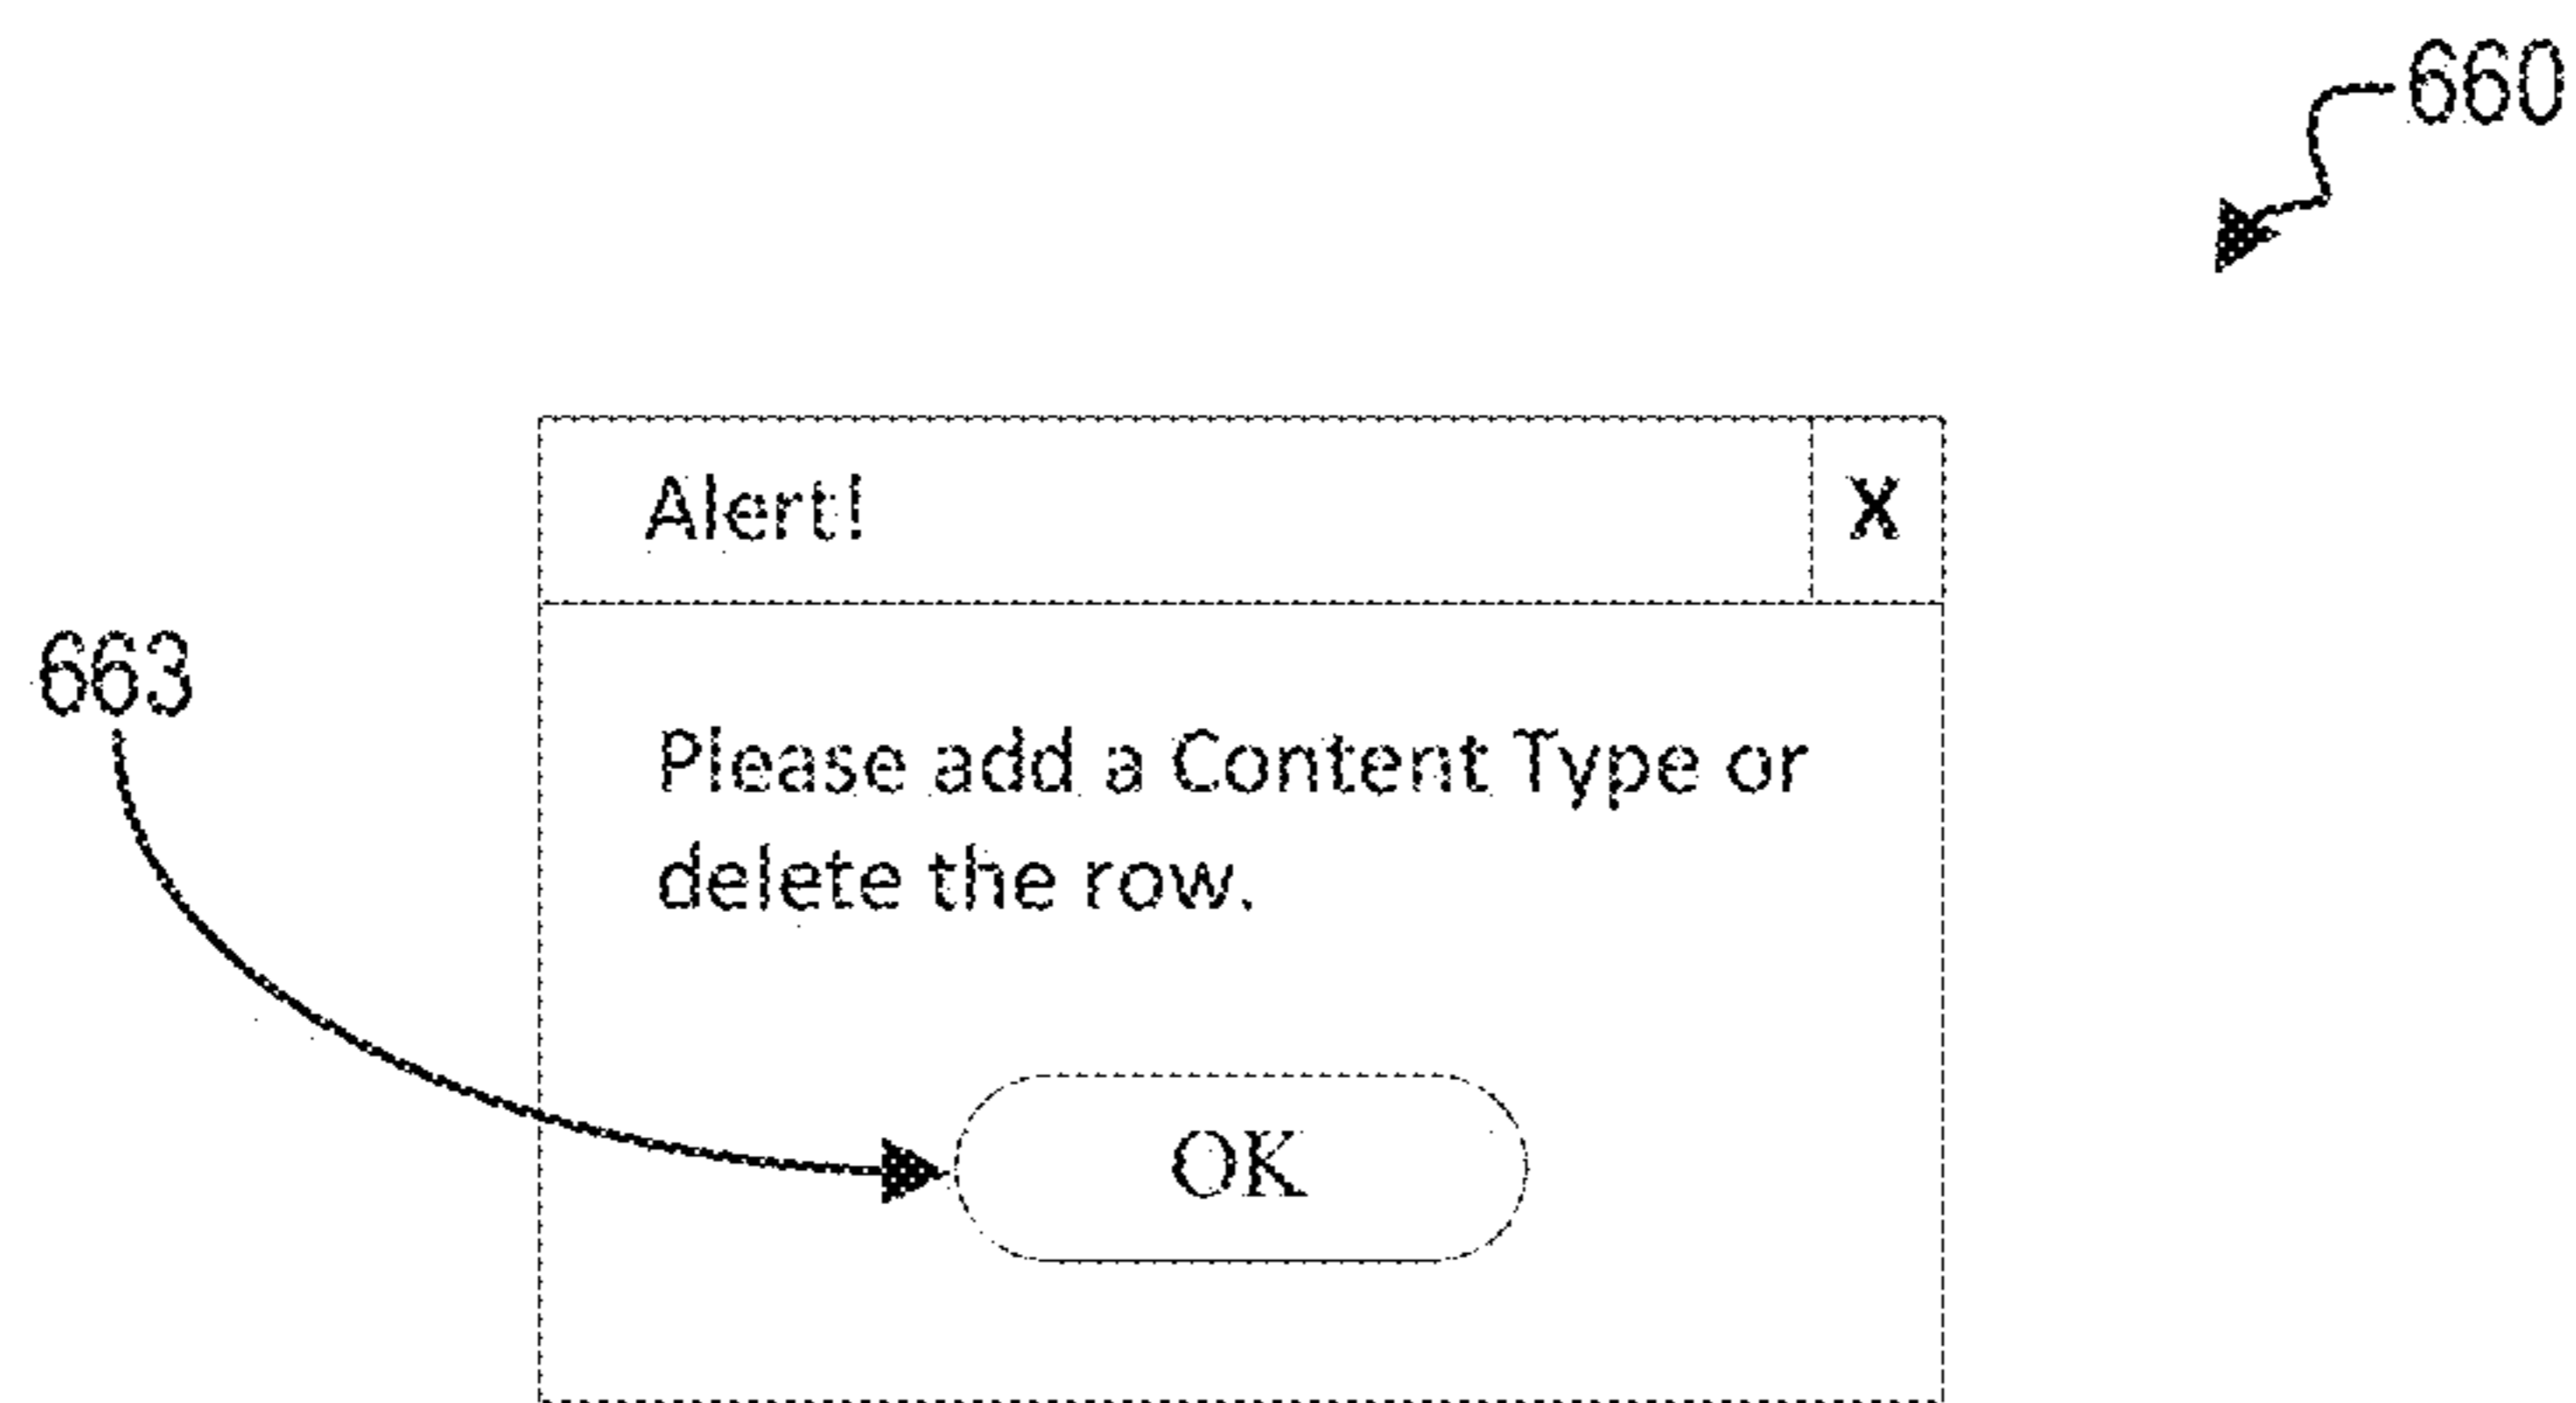 660
Alert! X
663
Please add a Content Type or
delete the row.
OK